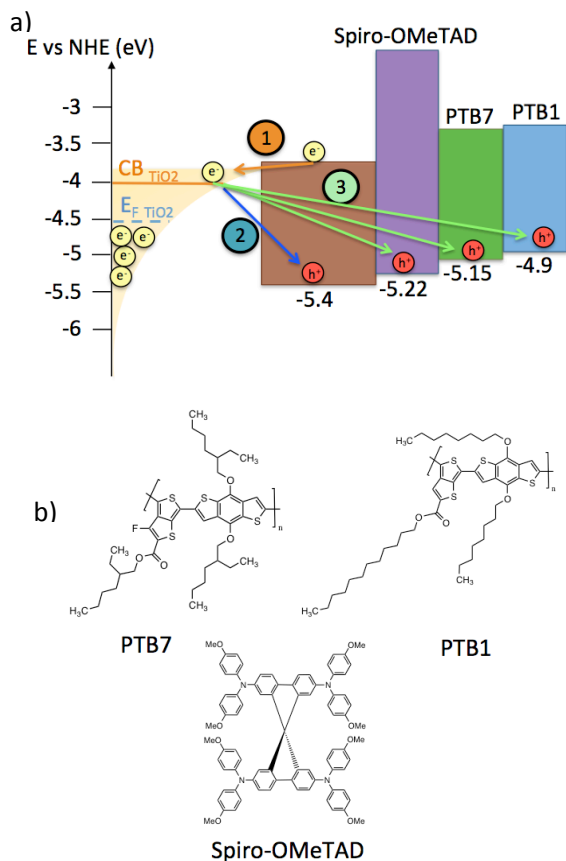 a)
E vs NHE (eV)
Spiro-OMeTAD
PTB7
PTB1
-3
-3.5
-4
-4.5
-5
-5.5
-6
CB TiO2
EF TiO2
1
2
3
e-
e-
e-
e-
e-
e-
h+
h+
h+
h+
-5.4
-5.22
-5.15
-4.9
b)
CH3
CH3
O
S
S
n
F
S
O
O
O
CH3
H3C
CH3
H3C
PTB7
H3C
O
S
S
n
S
O
O
O
CH3
H3C
PTB1
MeO
OMe
N
N
MeO
OMe
MeO
OMe
N
N
MeO
OMe
Spiro-OMeTAD